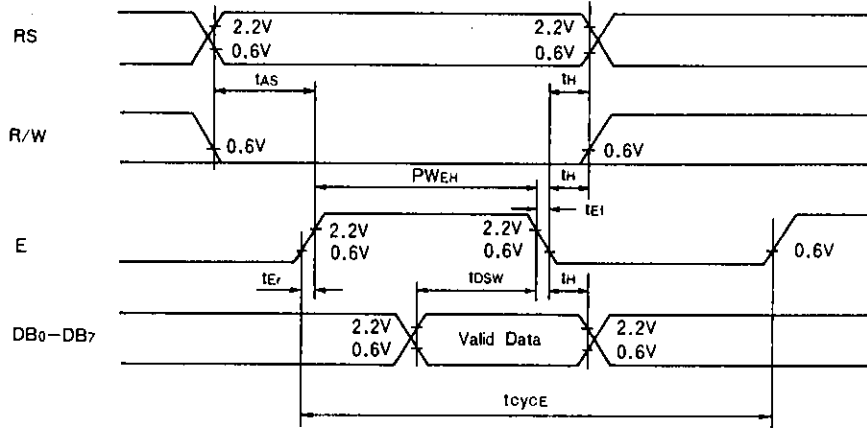 RS
2.2V
0.6V
2.2V
0.6V
tAS
tH
R/W
0.6V
0.6V
PWEH
tH
tEf
E
2.2V
0.6V
2.2V
0.6V
0.6V
tEr
tDSW
tH
DB0-DB7
2.2V
0.6V
Valid Data
2.2V
0.6V
tcycE